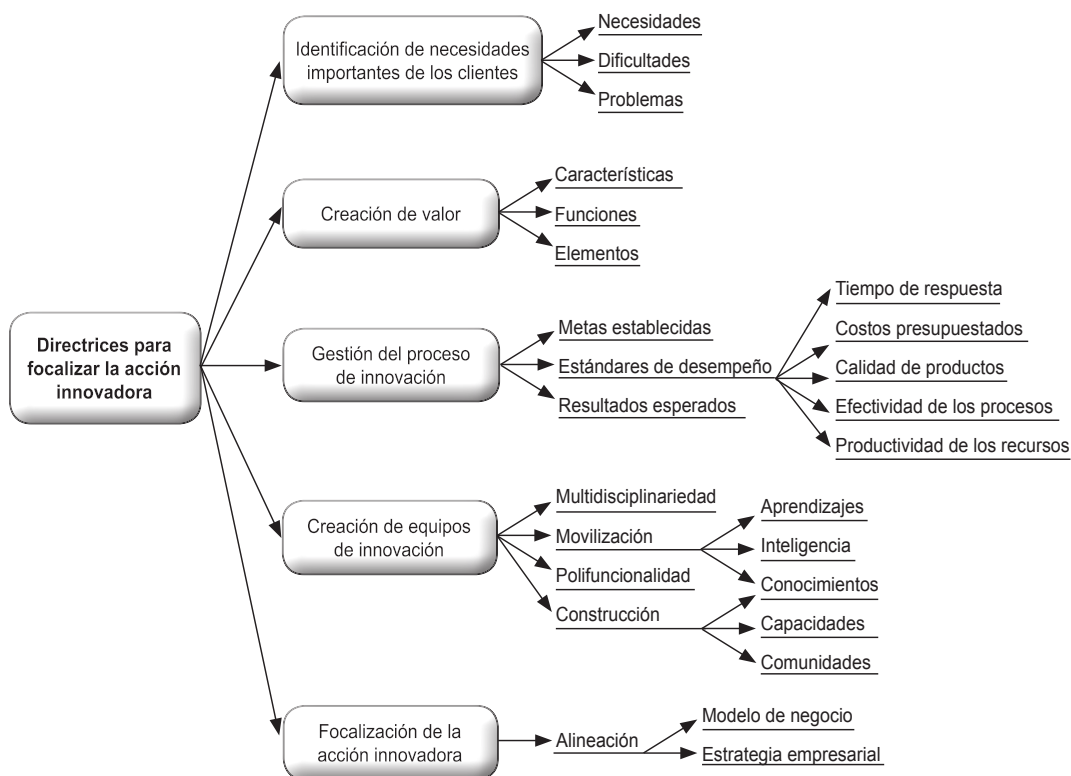 Directrices para
focalizar la acción
innovadora
Identificación de necesidades
importantes de los clientes
Necesidades
Dificultades
Problemas
Creación de valor
Características
Funciones
Elementos
Gestión del proceso
de innovación
Metas establecidas
Estándares de desempeño
Resultados esperados
Tiempo de respuesta
Costos presupuestados
Calidad de productos
Efectividad de los procesos
Productividad de los recursos
Creación de equipos
de innovación
Multidisciplinariedad
Movilización
Polifuncionalidad
Construcción
Aprendizajes
Inteligencia
Conocimientos
Capacidades
Comunidades
Focalización de la
acción innovadora
Alineación
Modelo de negocio
Estrategia empresarial